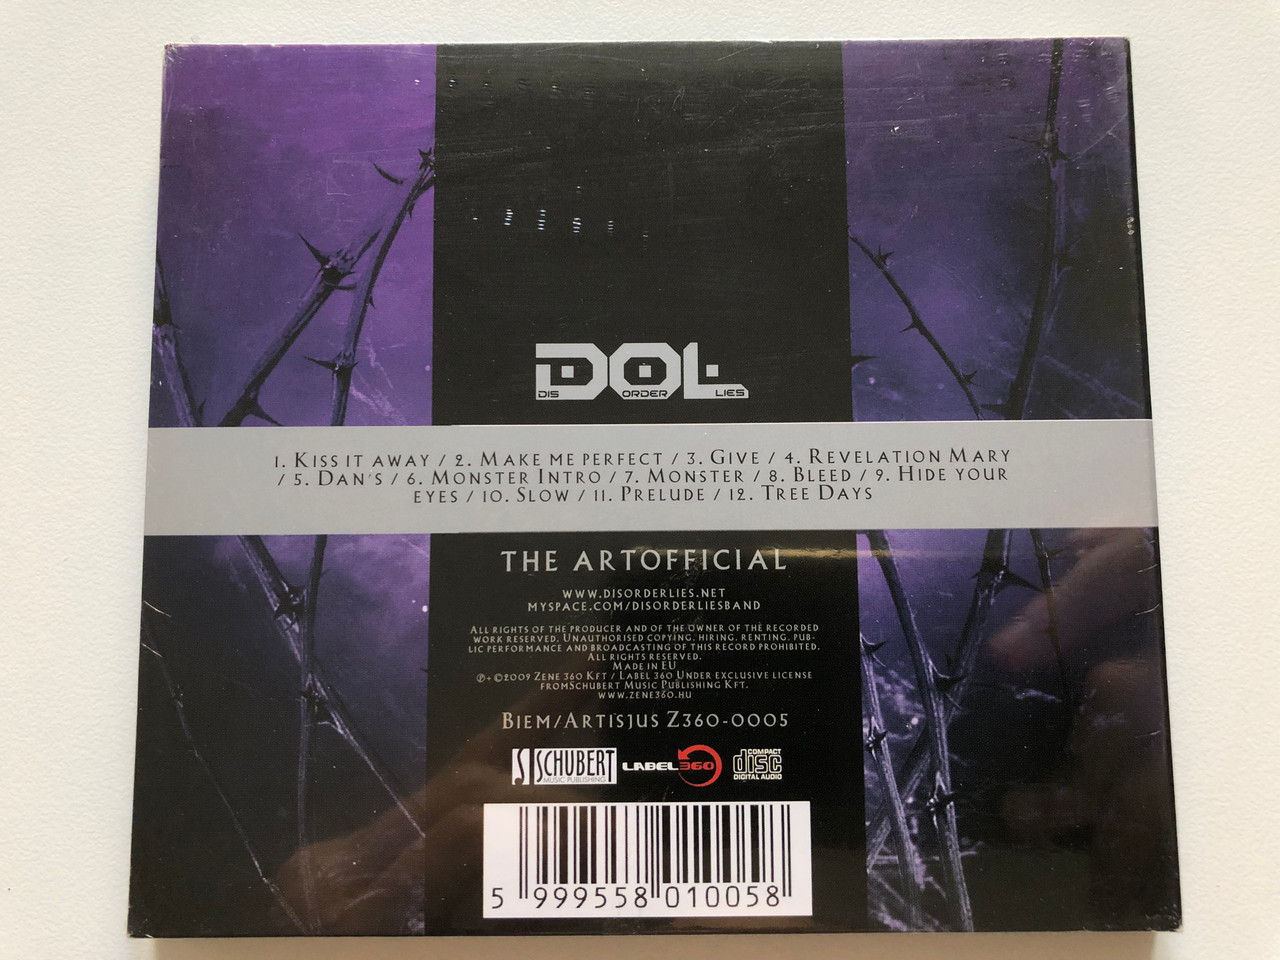 DOL
DIS ORDER LIES
1. Kiss it away / 2. Make me perfect / 3. Give / 4. Revelation Mary
/ 5. Dan's / 6. Monster Intro / 7. Monster / 8. Bleed / 9. Hide your
eyes / 10. Slow / 11. Prelude / 12. Tree Days
THE ARTOFFICIAL
WWW.DISORDERLIES.NET
MYSPACE.COM/DISORDERLIESBAND
All rights of the producer and of the owner of the recorded
work reserved. Unauthorised copying, hiring, renting, pub-
lic performance and broadcasting of this record prohibited.
All rights reserved.
Made in EU
℗+©2009 Zene 360 Kft / Label 360 Under exclusive license
fromSchubert Music Publishing Kft.
www.zene360.hu
Biem/Artisjus Z360-0005
SCHUBERT
MUSIC PUBLISHING
LABEL360
COMPACT
disc
DIGITAL AUDIO
5 999558 010058